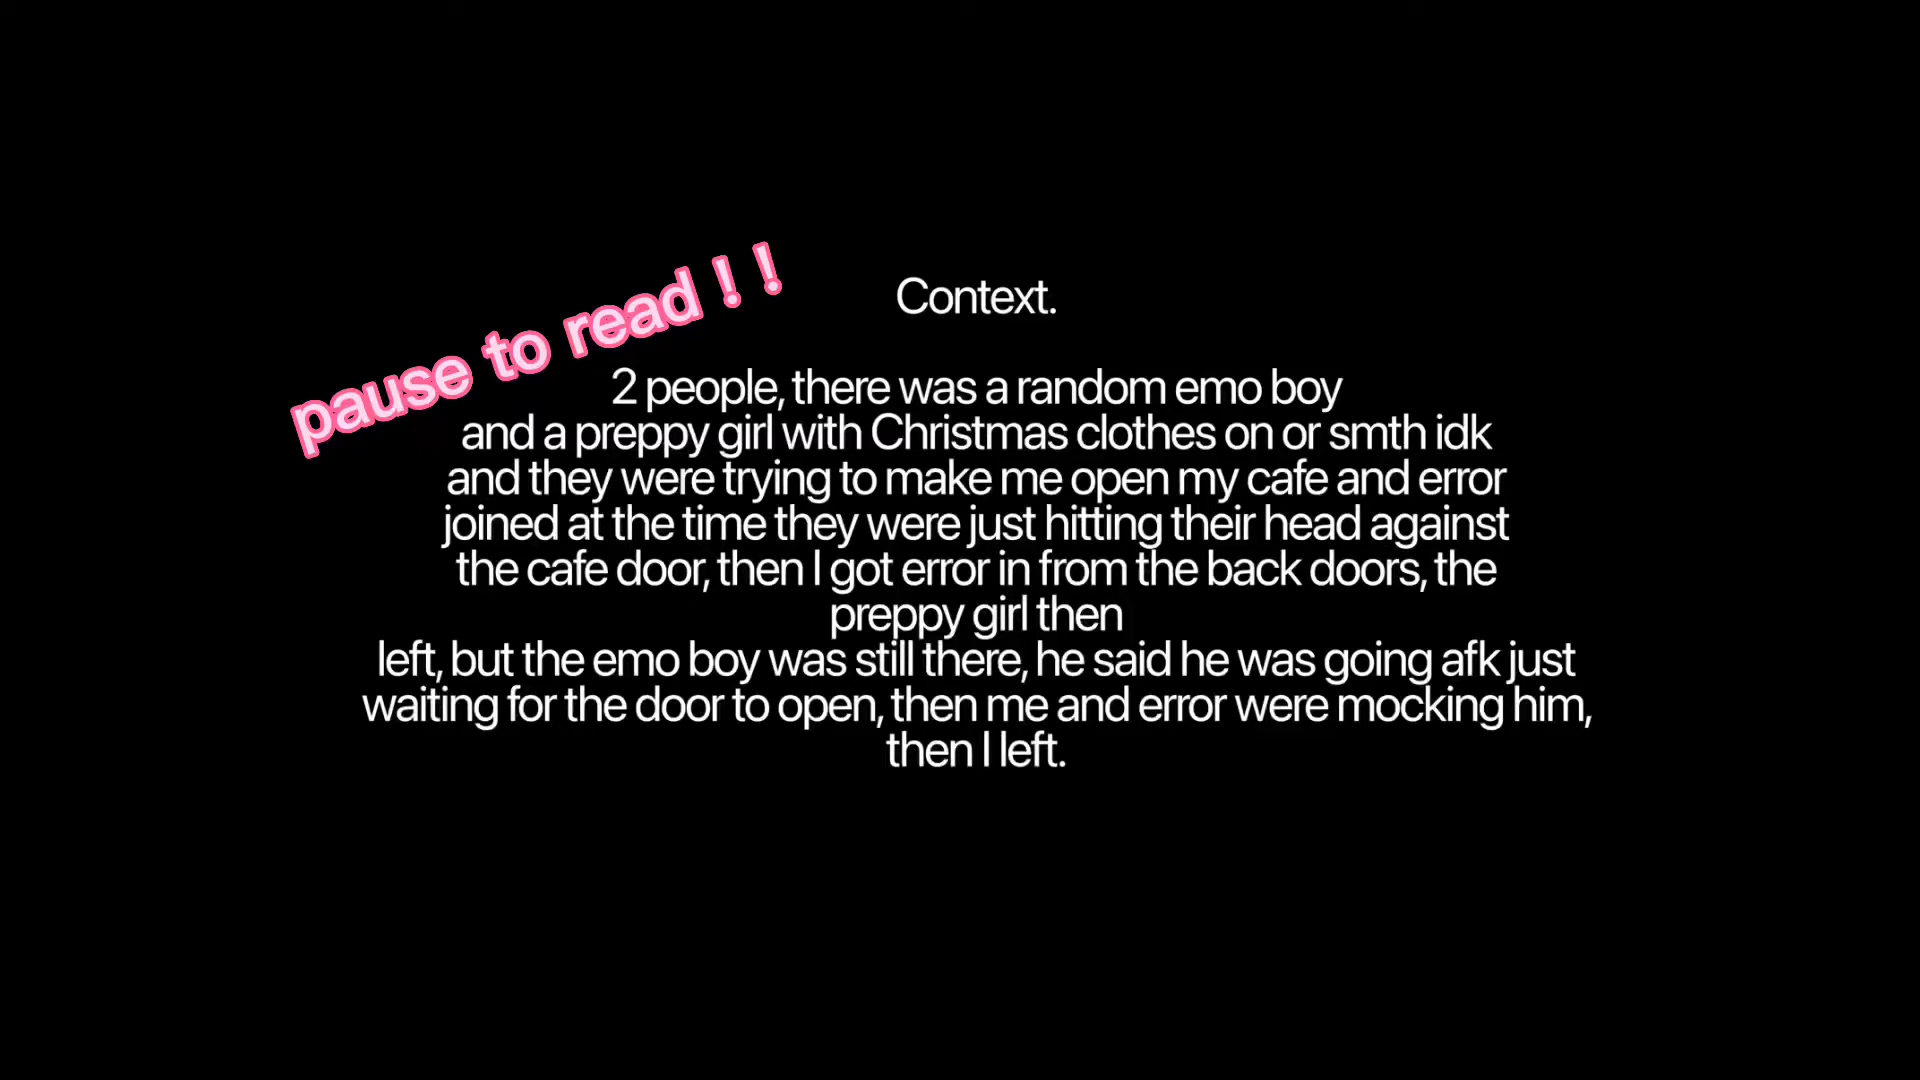 pause to read ! !
Context.
2 people, there was a random emo boy
and a preppy girl with Christmas clothes on or smth idk
and they were trying to make me open my cafe and error
joined at the time they were just hitting their head against
the cafe door, then I got error in from the back doors, the
preppy girl then
left, but the emo boy was still there, he said he was going afk just
waiting for the door to open, then me and error were mocking him,
then I left.